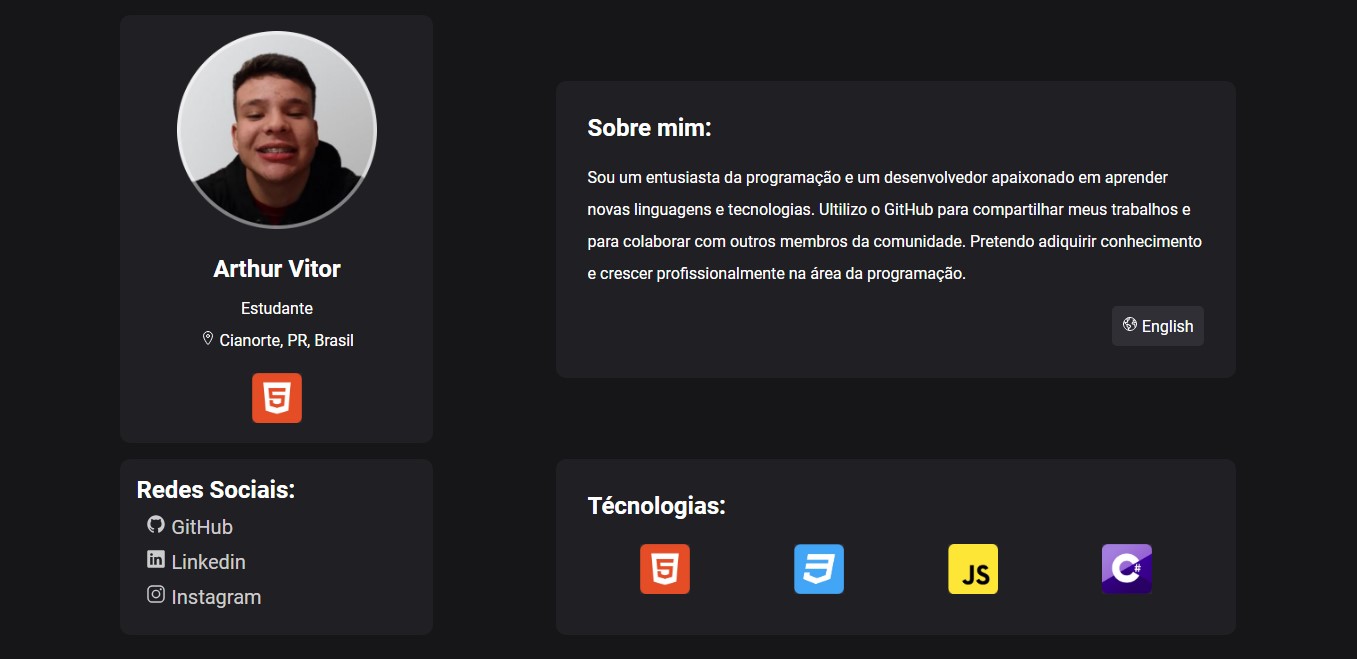 Arthur Vitor
Estudante
Cianorte, PR, Brasil
5
Redes Sociais:
GitHub
in Linkedin
Instagram
Sobre mim:
Sou um entusiasta da programação e um desenvolvedor apaixonado em aprender
novas linguagens e tecnologias. Ultilizo o GitHub para compartilhar meus trabalhos e
para colaborar com outros membros da comunidade. Pretendo adiquirir conhecimento
e crescer profissionalmente na área da programação.
English
Técnologias:
5 3 JS C#